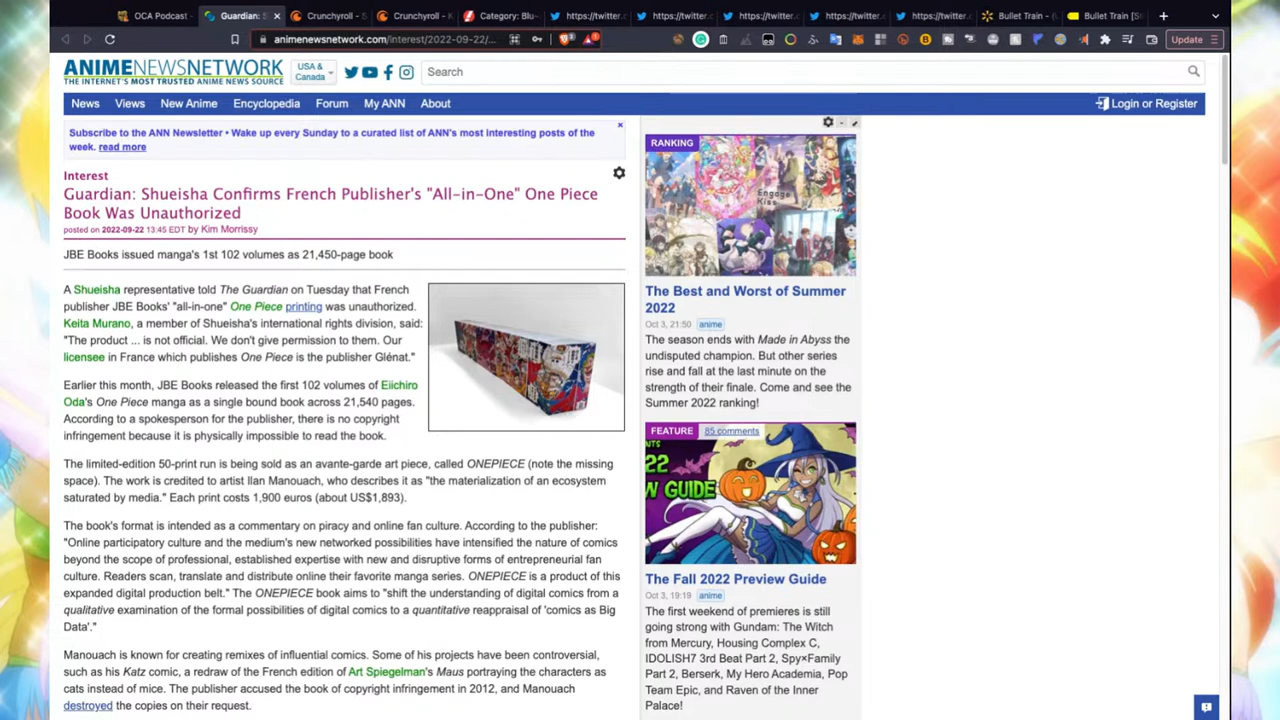 OCA Podcast
Guardian: S
Crunchyroll - S
Crunchyroll - K
Category: Blu-
https://twitter.c
https://twitter.c
https://twitter.c
https://twitter.c
https://twitter.c
Bullet Train - (
Bullet Train [S
animenewsnetwork.com/interest/2022-09-22/...
Update
ANIMENEWSNETWORK
THE INTERNET'S MOST TRUSTED ANIME NEWS SOURCE
USA &
Canada
Search
News Views New Anime Encyclopedia Forum My ANN About
Login or Register
Subscribe to the ANN Newsletter • Wake up every Sunday to a curated list of ANN's most interesting posts of the
week. read more
Interest
Guardian: Shueisha Confirms French Publisher's "All-in-One" One Piece
Book Was Unauthorized
posted on 2022-09-22 13:45 EDT by Kim Morrissy
JBE Books issued manga's 1st 102 volumes as 21,450-page book
A Shueisha representative told The Guardian on Tuesday that French
publisher JBE Books' "all-in-one" One Piece printing was unauthorized.
Keita Murano, a member of Shueisha's international rights division, said:
"The product ... is not official. We don't give permission to them. Our
licensee in France which publishes One Piece is the publisher Glénat."
Earlier this month, JBE Books released the first 102 volumes of Eiichiro
Oda's One Piece manga as a single bound book across 21,540 pages.
According to a spokesperson for the publisher, there is no copyright
infringement because it is physically impossible to read the book.
The limited-edition 50-print run is being sold as an avante-garde art piece, called ONEPIECE (note the missing
space). The work is credited to artist Ilan Manouach, who describes it as "the materialization of an ecosystem
saturated by media." Each print costs 1,900 euros (about US$1,893).
The book's format is intended as a commentary on piracy and online fan culture. According to the publisher:
"Online participatory culture and the medium's new networked possibilities have intensified the nature of comics
beyond the scope of professional, established expertise with new and disruptive forms of entrepreneurial fan
culture. Readers scan, translate and distribute online their favorite manga series. ONEPIECE is a product of this
expanded digital production belt." The ONEPIECE book aims to "shift the understanding of digital comics from a
qualitative examination of the formal possibilities of digital comics to a quantitative reappraisal of 'comics as Big
Data'."
Manouach is known for creating remixes of influential comics. Some of his projects have been controversial,
such as his Katz comic, a redraw of the French edition of Art Spiegelman's Maus portraying the characters as
cats instead of mice. The publisher accused the book of copyright infringement in 2012, and Manouach
destroyed the copies on their request.
RANKING
Engage
Kiss
The Best and Worst of Summer
2022
Oct 3, 21:50 anime
The season ends with Made in Abyss the
undisputed champion. But other series
rise and fall at the last minute on the
strength of their finale. Come and see the
Summer 2022 ranking!
FEATURE 85 comments
NTS
22
W GUIDE
The Fall 2022 Preview Guide
Oct 3, 19:19 anime
The first weekend of premieres is still
going strong with Gundam: The Witch
from Mercury, Housing Complex C,
IDOLISH7 3rd Beat Part 2, Spy×Family
Part 2, Berserk, My Hero Academia, Pop
Team Epic, and Raven of the Inner
Palace!